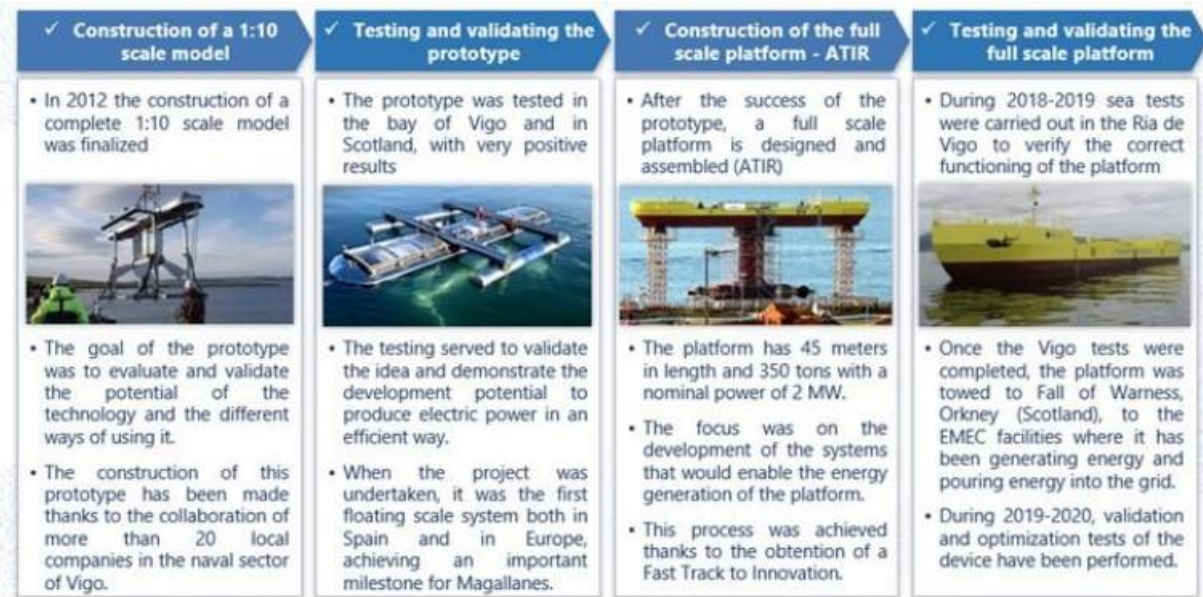 ✓ Construction of a 1:10
scale model
• In 2012 the construction of a
complete 1:10 scale model
was finalized
• The goal of the prototype
was to evaluate and validate
the potential of the
technology and the different
ways of using it.
• The construction of this
prototype has been made
thanks to the collaboration of
more than 20 local
companies in the naval sector
of Vigo.
✓ Testing and validating the
prototype
• The prototype was tested in
the bay of Vigo and in
Scotland, with very positive
results
• The testing served to validate
the idea and demonstrate the
development potential to
produce electric power in an
efficient way.
• When the project was
undertaken, it was the first
floating scale system both in
Spain and in Europe,
achieving an important
milestone for Magallanes.
✓ Construction of the full
scale platform - ATIR
• After the success of the
prototype, a full scale
platform is designed and
assembled (ATIR)
• The platform has 45 meters
in length and 350 tons with a
nominal power of 2 MW.
• The focus was on the
development of the systems
that would enable the energy
generation of the platform.
• This process was achieved
thanks to the obtention of a
Fast Track to Innovation.
✓ Testing and validating the
full scale platform
• During 2018-2019 sea tests
were carried out in the Ria de
Vigo to verify the correct
functioning of the platform
• Once the Vigo tests were
completed, the platform was
towed to Fall of Warness,
Orkney (Scotland), to the
EMEC facilities where it has
been generating energy and
pouring energy into the grid.
• During 2019-2020, validation
and optimization tests of the
device have been performed.